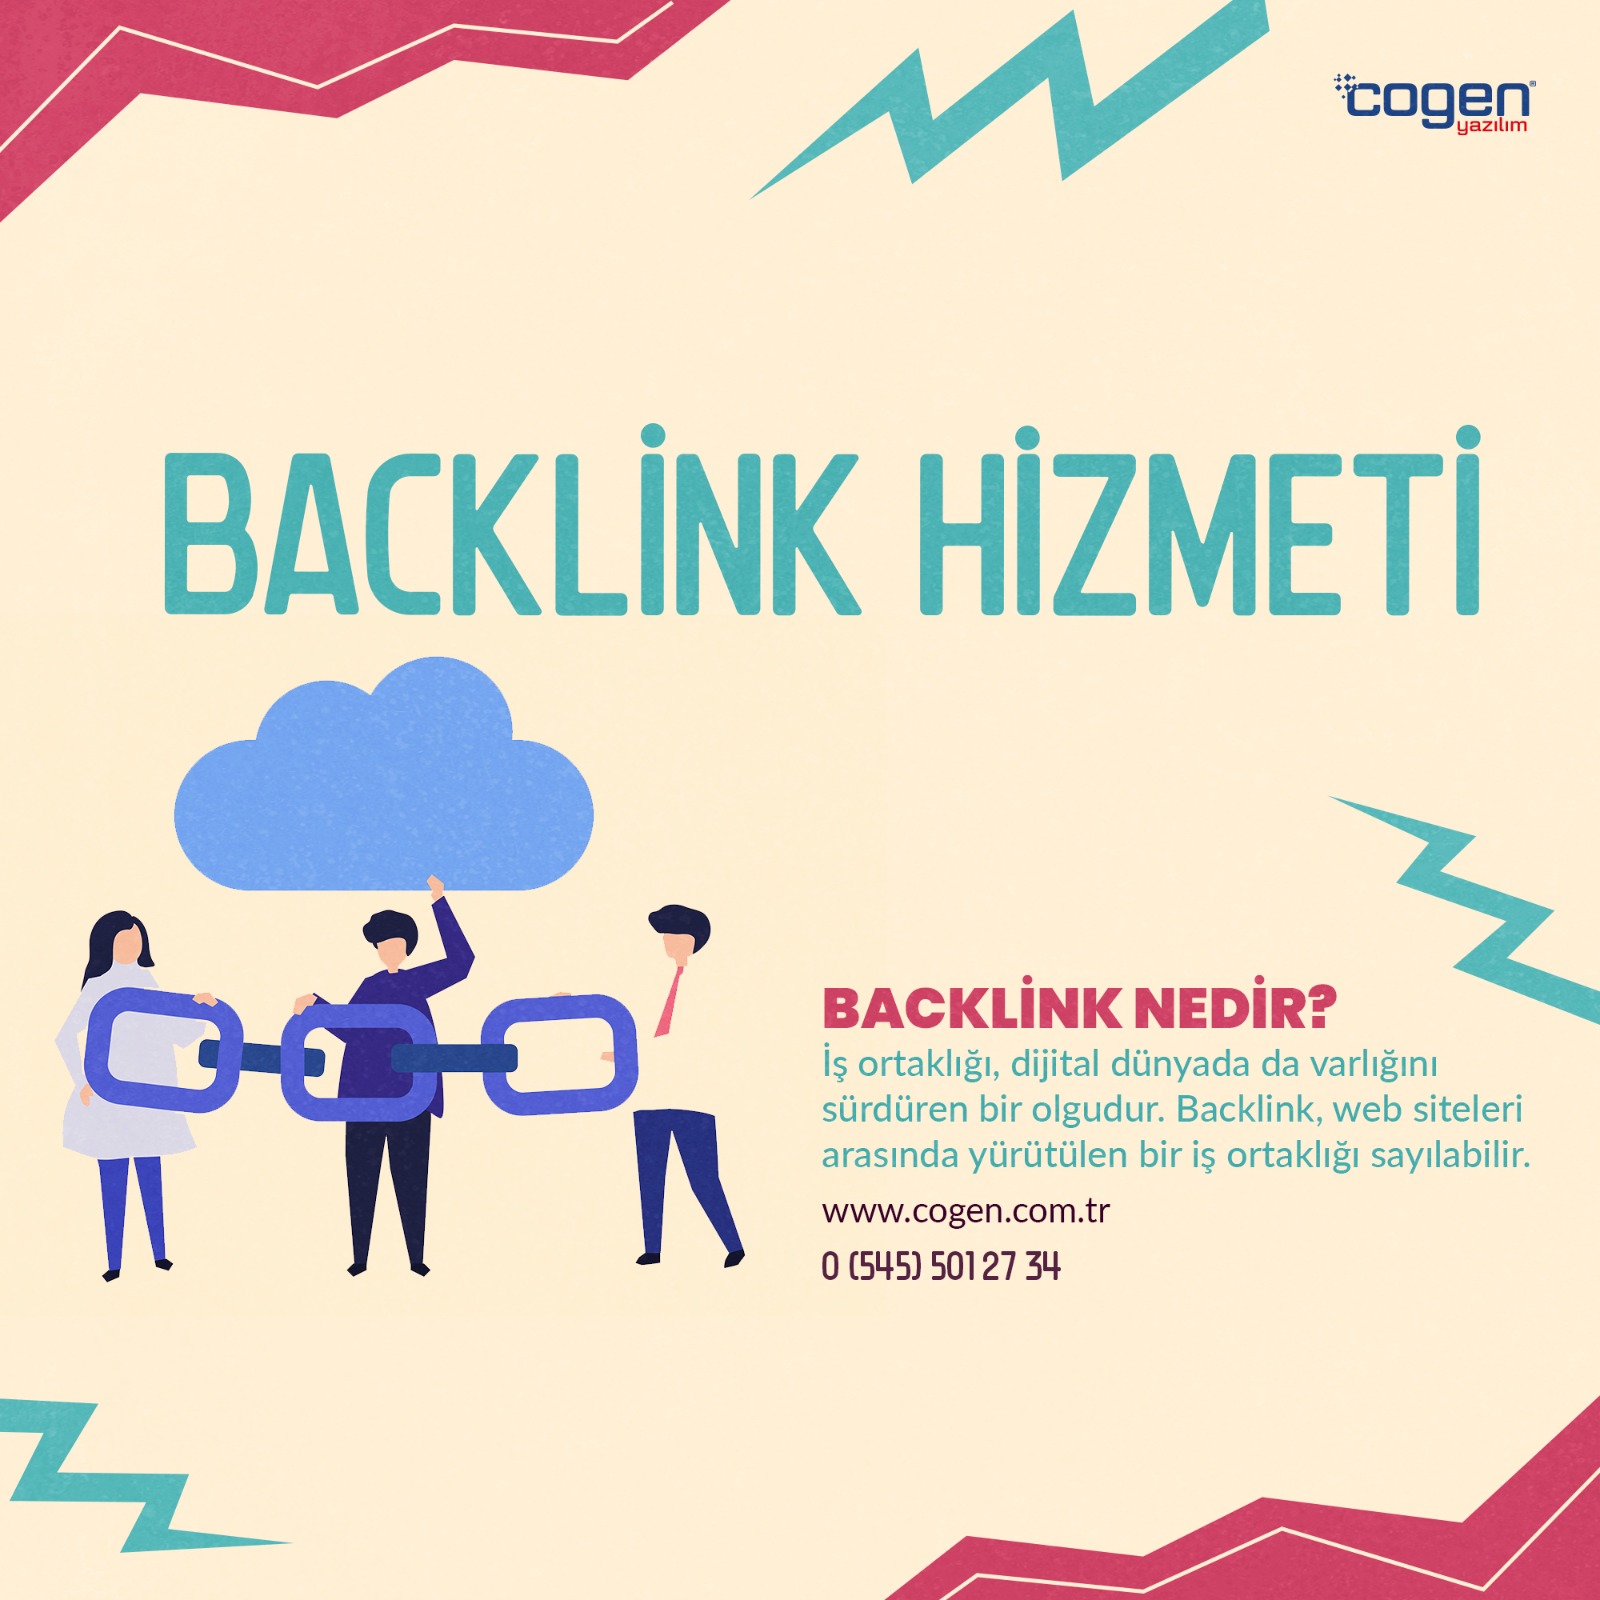 cogen®
yazılım
BACKLİNK HİZMETİ
BACKLİNK NEDİR?
İş ortaklığı, dijital dünyada da varlığını
sürdüren bir olgudur. Backlink, web siteleri
arasında yürütülen bir iş ortaklığı sayılabilir.
www.cogen.com.tr
0 (545) 501 27 34